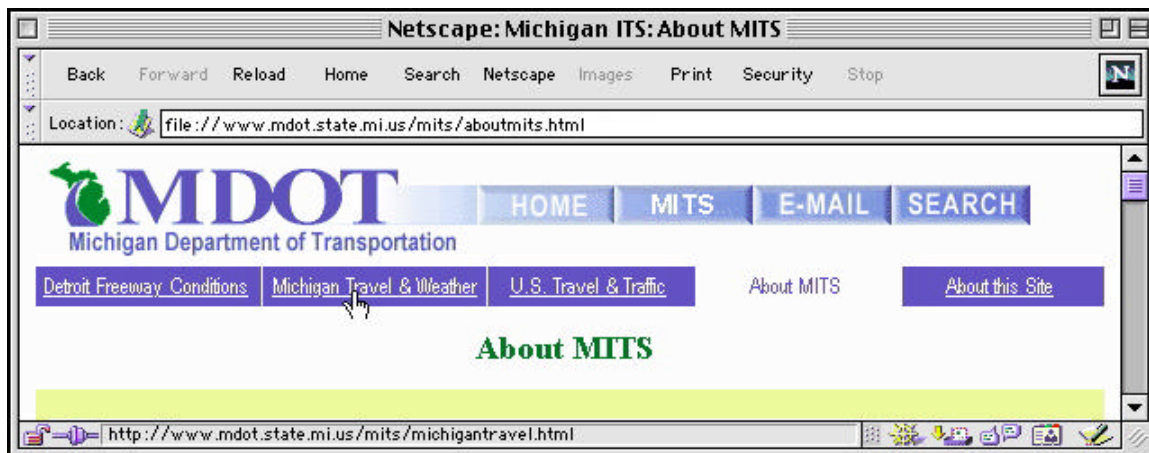 Netscape: Michigan ITS: About MITS
Back Forward Reload Home Search Netscape Images Print Security Stop
N
Location: file://www.mdot.state.mi.us/mits/aboutmits.html
MDOT HOME MITS E-MAIL SEARCH
Michigan Department of Transportation
Detroit Freeway Conditions Michigan Travel & Weather U.S. Travel & Traffic About MITS About this Site
About MITS
http://www.mdot.state.mi.us/mits/michigantravel.html